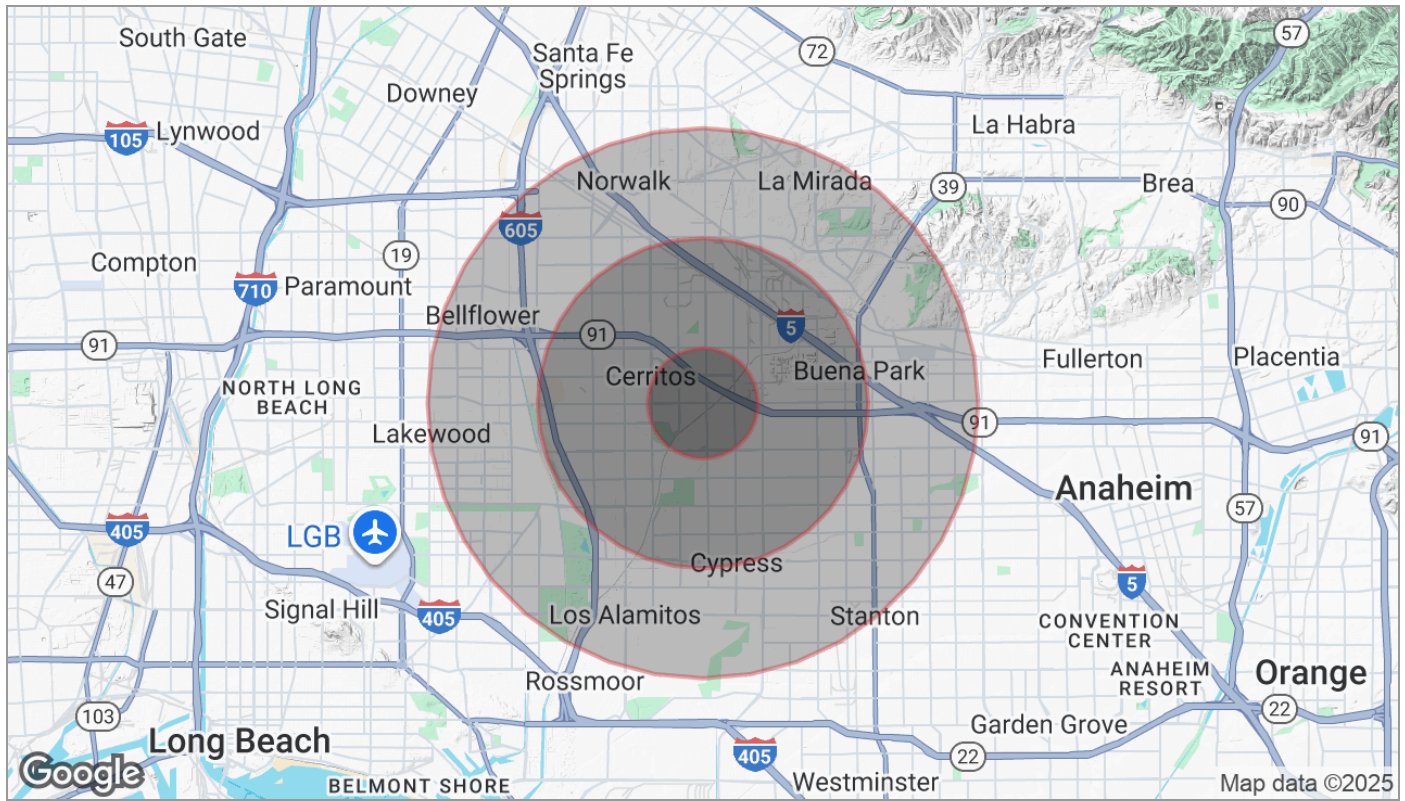 South Gate
Santa Fe
Springs
72
57
Downey
105
Lynwood
La Habra
Norwalk
La Mirada
39
Brea
90
605
19
Compton
710
Paramount
Bellflower
91
91
5
Cerritos
Buena Park
Fullerton
Placentia
NORTH LONG
BEACH
Lakewood
91
91
Anaheim
57
405
LGB
Cypress
47
5
Signal Hill
405
Los Alamitos
Stanton
CONVENTION
CENTER
Rossmoor
ANAHEIM
RESORT
Orange
103
22
Long Beach
Garden Grove
405
22
Google
BELMONT SHORE
Westminster
Map data ©2025